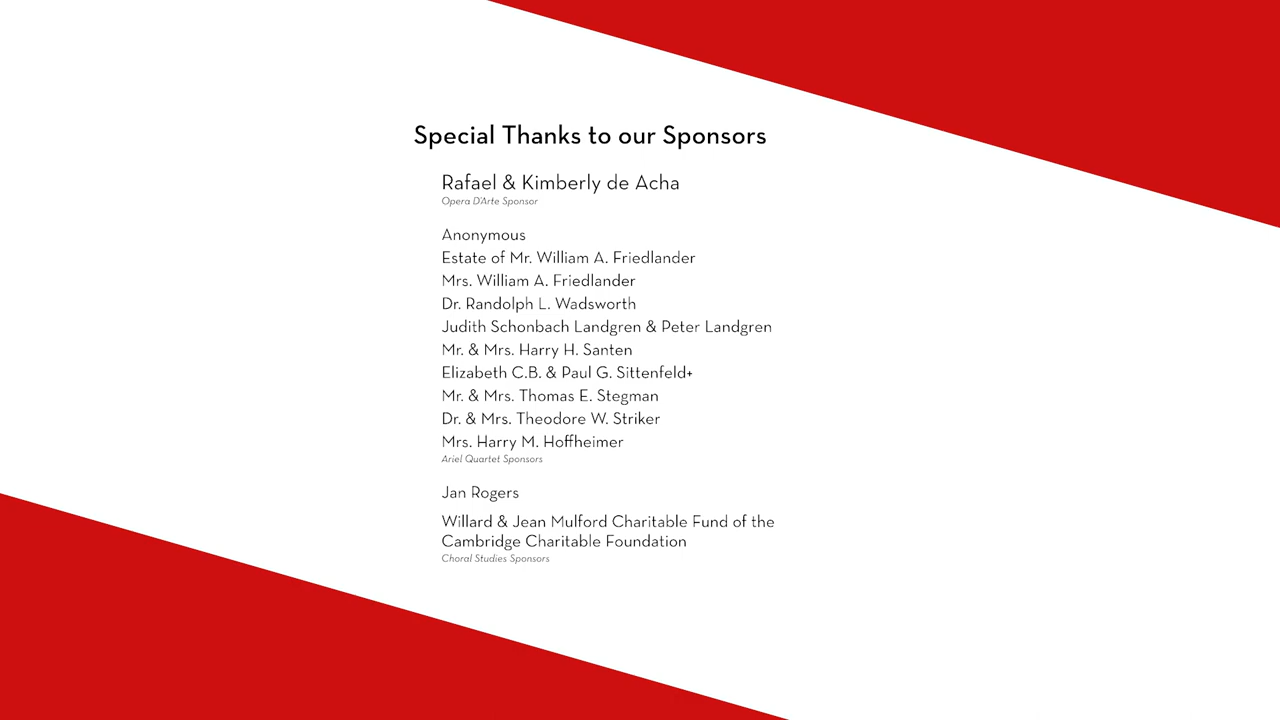 Special Thanks to our Sponsors
Rafael & Kimberly de Acha
Opera D'Arte Sponsor
Anonymous
Estate of Mr. William A. Friedlander
Mrs. William A. Friedlander
Dr. Randolph L. Wadsworth
Judith Schonbach Landgren & Peter Landgren
Mr. & Mrs. Harry H. Santen
Elizabeth C.B. & Paul G. Sittenfeld+
Mr. & Mrs. Thomas E. Stegman
Dr. & Mrs. Theodore W. Striker
Mrs. Harry M. Hoffheimer
Ariel Quartet Sponsors
Jan Rogers
Willard & Jean Mulford Charitable Fund of the
Cambridge Charitable Foundation
Choral Studies Sponsors